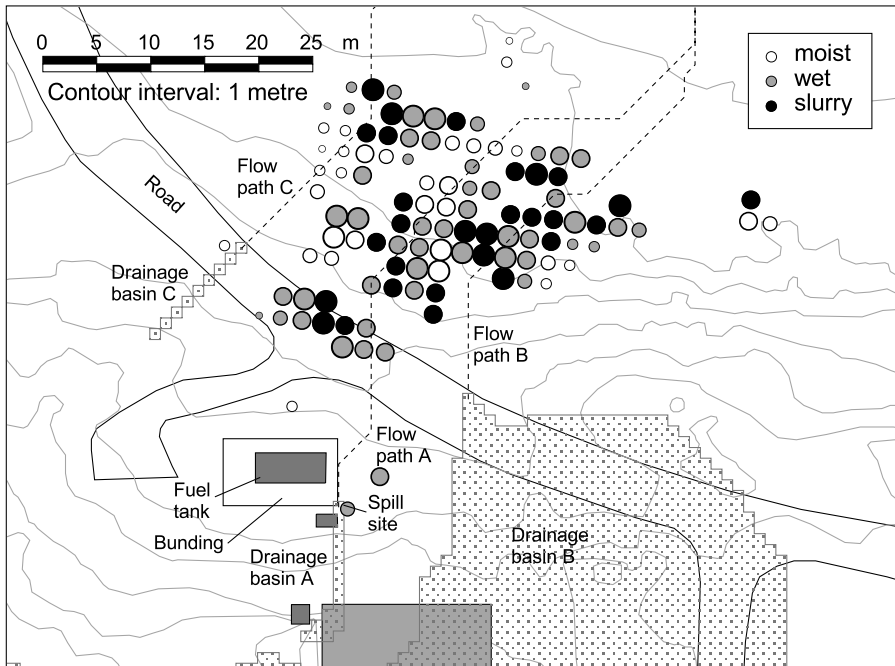 0 5 10 15 20 25 m
Contour interval: 1 metre
moist
wet
slurry
Flow
path C
Road
Drainage
basin C
Flow
path B
Flow
path A
Fuel
tank
Spill
site
Bunding
Drainage
basin A
Drainage
basin B